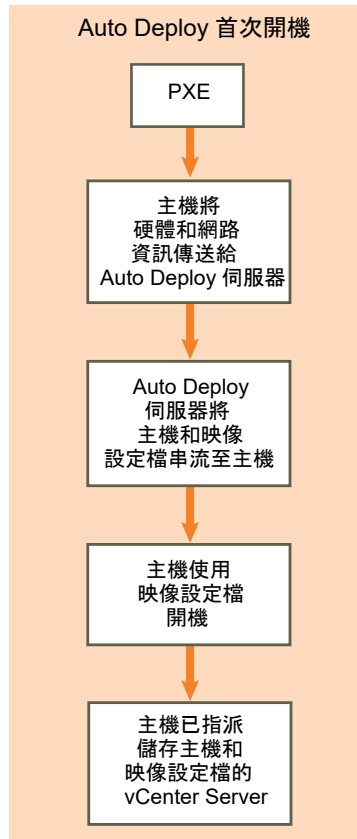 Auto Deploy 首次開機
PXE
主機將
硬體和網路
資訊傳送給
Auto Deploy 伺服器
Auto Deploy
伺服器將
主機和映像
設定檔串流至主機
主機使用
映像設定檔
開機
主機已指派
儲存主機和
映像設定檔的
vCenter Server